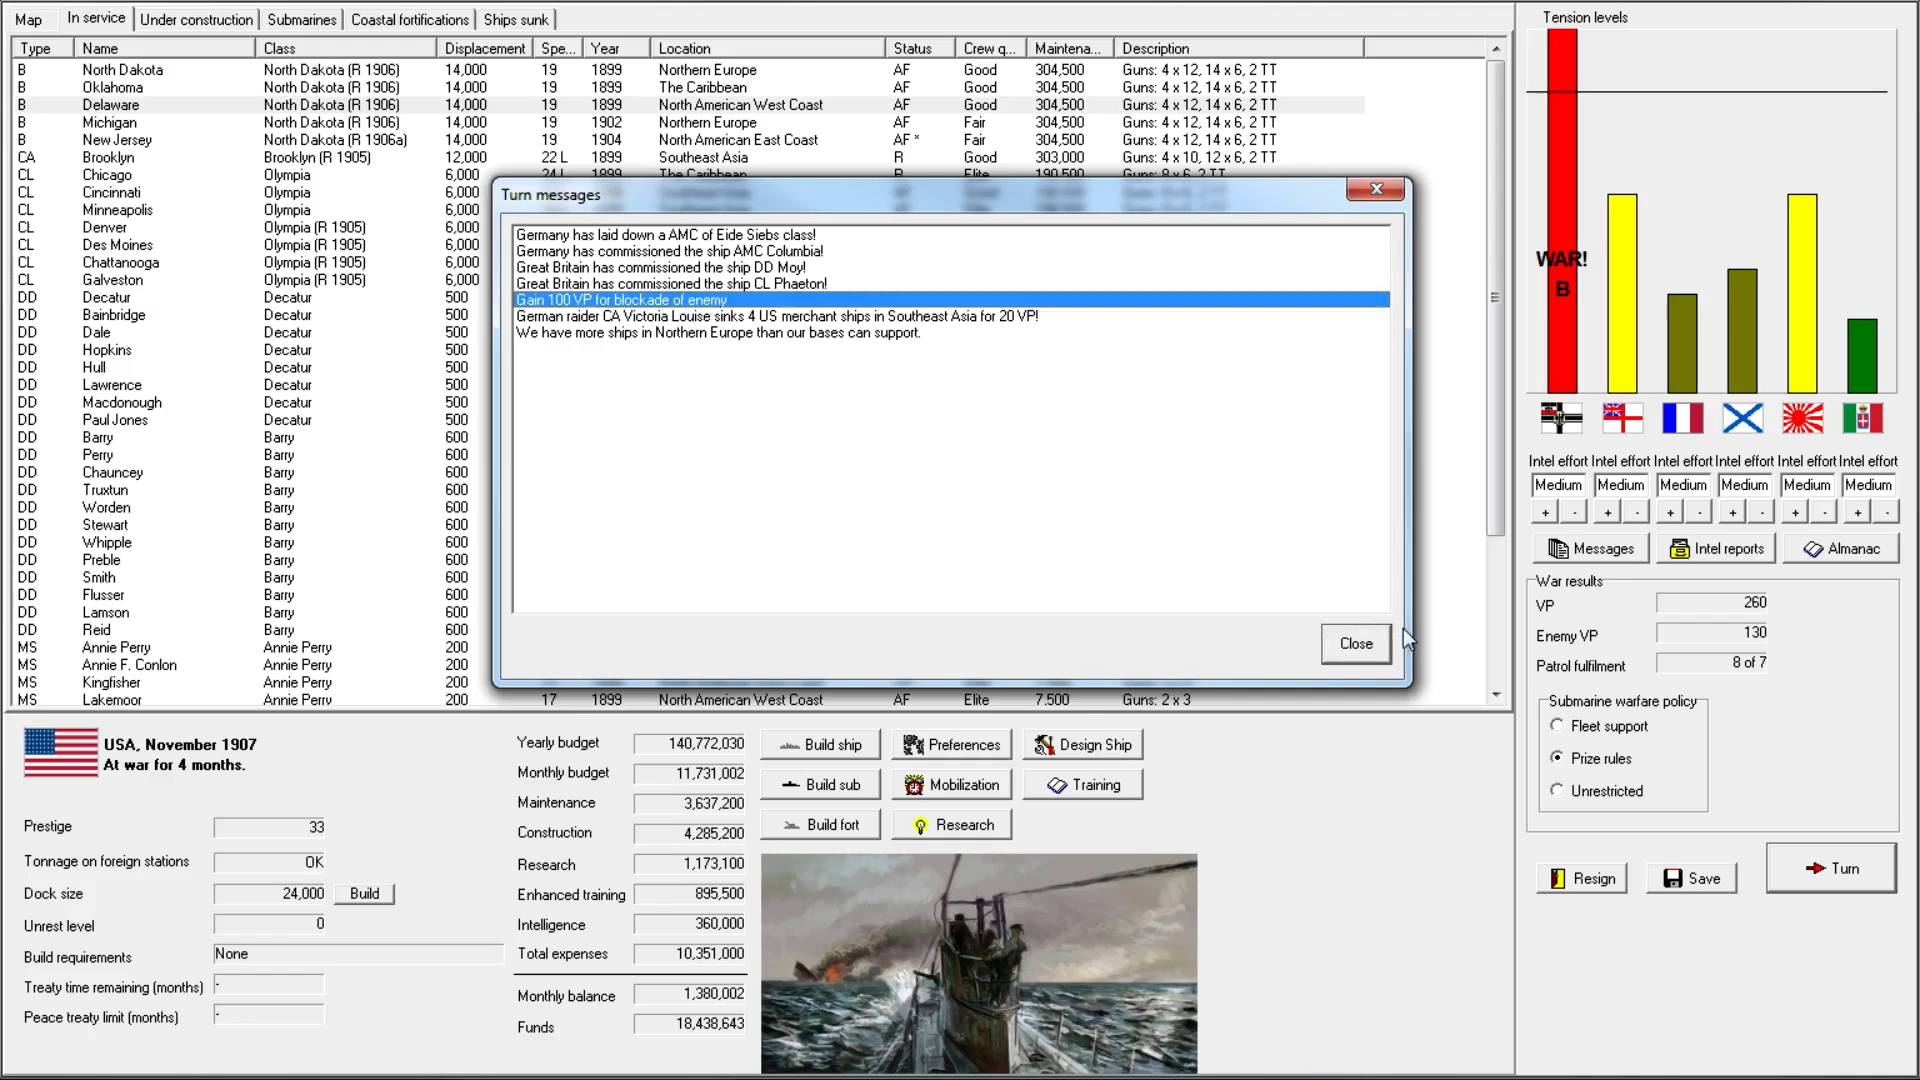 Map In service Under construction Submarines Coastal fortifications Ships sunk
Type Name Class Displacement Spe... Year Location Status Crew q... Maintena... Description
B North Dakota North Dakota (R 1906) 14,000 19 1899 Northern Europe AF Good 304,500 Guns: 4 x 12, 14 x 6, 2 TT
B Oklahoma North Dakota (R 1906) 14,000 19 1899 The Caribbean AF Good 304,500 Guns: 4 x 12, 14 x 6, 2 TT
B Delaware North Dakota (R 1906) 14,000 19 1899 North American West Coast AF Good 304,500 Guns: 4 x 12, 14 x 6, 2 TT
B Michigan North Dakota (R 1906) 14,000 19 1902 Northern Europe AF Fair 304,500 Guns: 4 x 12, 14 x 6, 2 TT
B New Jersey North Dakota (R 1906a) 14,000 19 1904 North American East Coast AF * Fair 304,500 Guns: 4 x 12, 14 x 6, 2 TT
CA Brooklyn Brooklyn (R 1905) 12,000 22 L 1899 Southeast Asia R Good 303,000 Guns: 4 x 10, 12 x 6, 2 TT
CL Chicago Olympia 6,000 24 L 1899 The Caribbean R Elite 190,500 Guns: 8 x 6, 2 TT
CL Cincinnati Olympia 6,000
CL Minneapolis Olympia 6,000
CL Denver Olympia (R 1905) 6,000
CL Des Moines Olympia (R 1905) 6,000
CL Chattanooga Olympia (R 1905) 6,000
CL Galveston Olympia (R 1905) 6,000
DD Decatur Decatur 500
DD Bainbridge Decatur 500
DD Dale Decatur 500
DD Hopkins Decatur 500
DD Hull Decatur 500
DD Lawrence Decatur 500
DD Macdonough Decatur 500
DD Paul Jones Decatur 500
DD Barry Barry 600
DD Perry Barry 600
DD Chauncey Barry 600
DD Truxtun Barry 600
DD Worden Barry 600
DD Stewart Barry 600
DD Whipple Barry 600
DD Preble Barry 600
DD Smith Barry 600
DD Flusser Barry 600
DD Lamson Barry 600
DD Reid Barry 600
MS Annie Perry Annie Perry 200
MS Annie F. Conlon Annie Perry 200
MS Kingfisher Annie Perry 200
MS Lakemoor Annie Perry 200 17 1899 North American West Coast AF Elite 7.500 Guns: 2 x 3
Turn messages
Germany has laid down a AMC of Eide Siebs class!
Germany has commissioned the ship AMC Columbia!
Great Britain has commissioned the ship DD Moy!
Great Britain has commissioned the ship CL Phaeton!
Gain 100 VP for blockade of enemy
German raider CA Victoria Louise sinks 4 US merchant ships in Southeast Asia for 20 VP!
We have more ships in Northern Europe than our bases can support.
Close
Tension levels
WAR!
B
Intel effort Intel effort Intel effort Intel effort Intel effort Intel effort
Medium Medium Medium Medium Medium Medium
+ - + - + - + - + - + -
Messages Intel reports Almanac
War results
VP 260
Enemy VP 130
Patrol fulfilment 8 of 7
Submarine warfare policy
Fleet support
Prize rules
Unrestricted
Resign Save Turn
USA, November 1907
At war for 4 months.
Prestige 33
Tonnage on foreign stations OK
Dock size 24,000 Build
Unrest level 0
Build requirements None
Treaty time remaining (months) -
Peace treaty limit (months) -
Yearly budget 140,772,030
Monthly budget 11,731,002
Maintenance 3,637,200
Construction 4,285,200
Research 1,173,100
Enhanced training 895,500
Intelligence 360,000
Total expenses 10,351,000
Monthly balance 1,380,002
Funds 18,438,643
Build ship Preferences Design Ship
Build sub Mobilization Training
Build fort Research